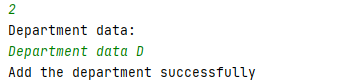 2
Department data:
Department data D
Add the department successfully